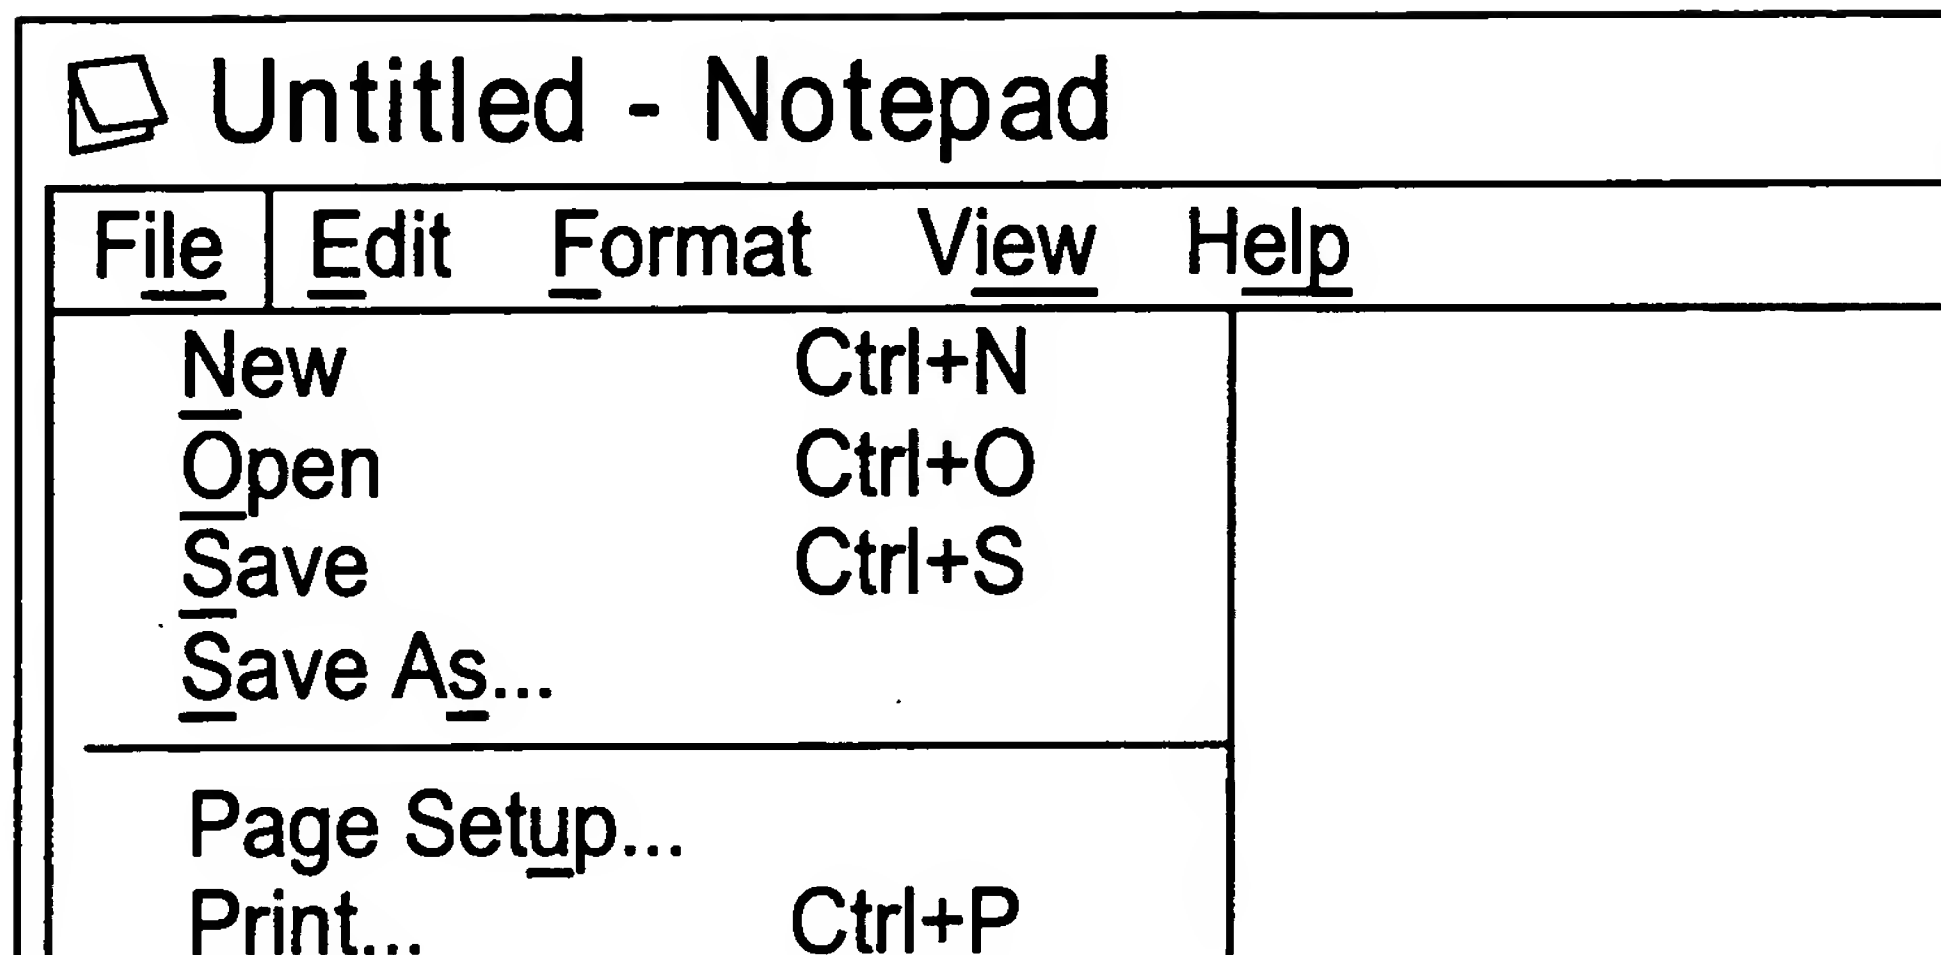 Untitled - Notepad
File Edit Format View Help
New Ctrl+N
Open Ctrl+O
Save Ctrl+S
Save As...
Page Setup...
Print... Ctrl+P